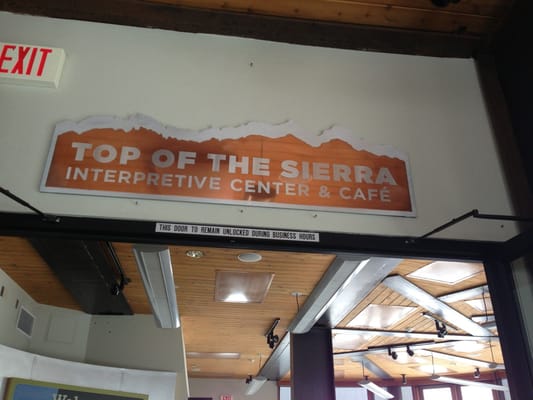 EXIT
TOP OF THE SIERRA
INTERPRETIVE CENTER & CAFÉ
THIS DOOR TO REMAIN UNLOCKED DURING BUSINESS HOURS